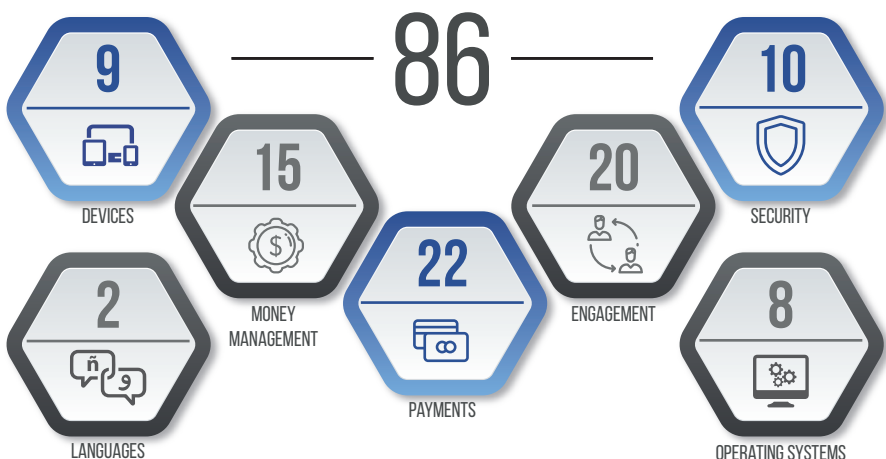 86
9
DEVICES
10
SECURITY
15
MONEY
MANAGEMENT
20
ENGAGEMENT
$
22
PAYMENTS
2
ñ
و
LANGUAGES
8
OPERATING SYSTEMS